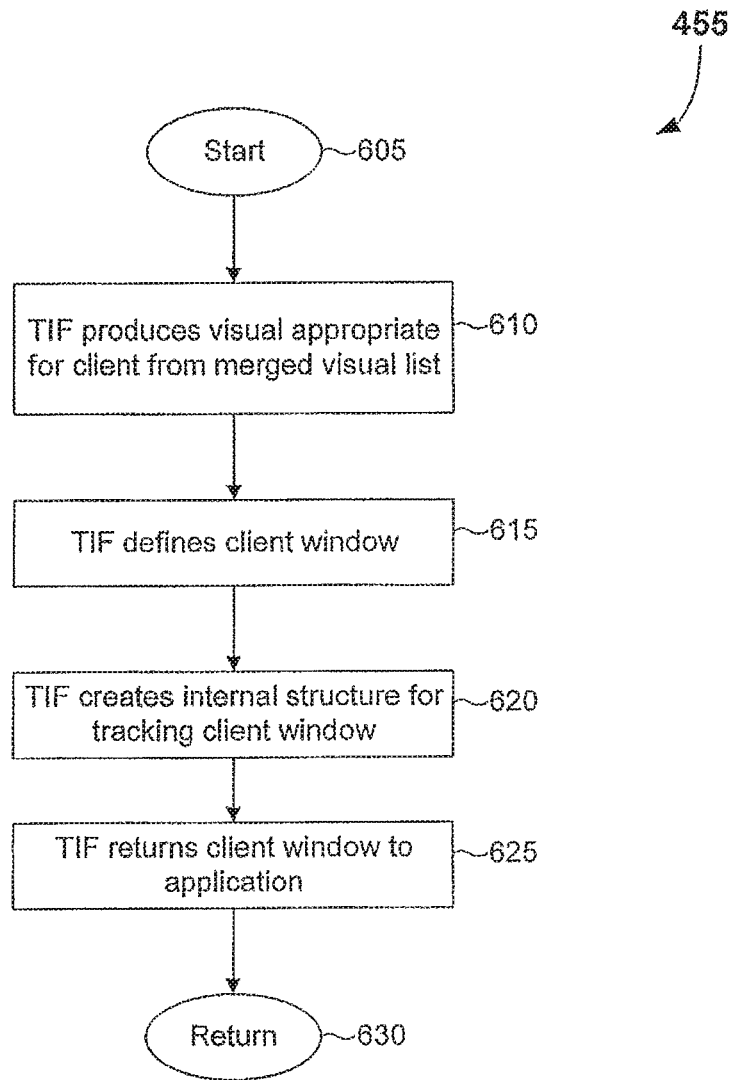 455
Start 605
TIF produces visual appropriate 610
for client from merged visual list
TIF defines client window 615
TIF creates internal structure for 620
tracking client window
TIF returns client window to 625
application
Return 630